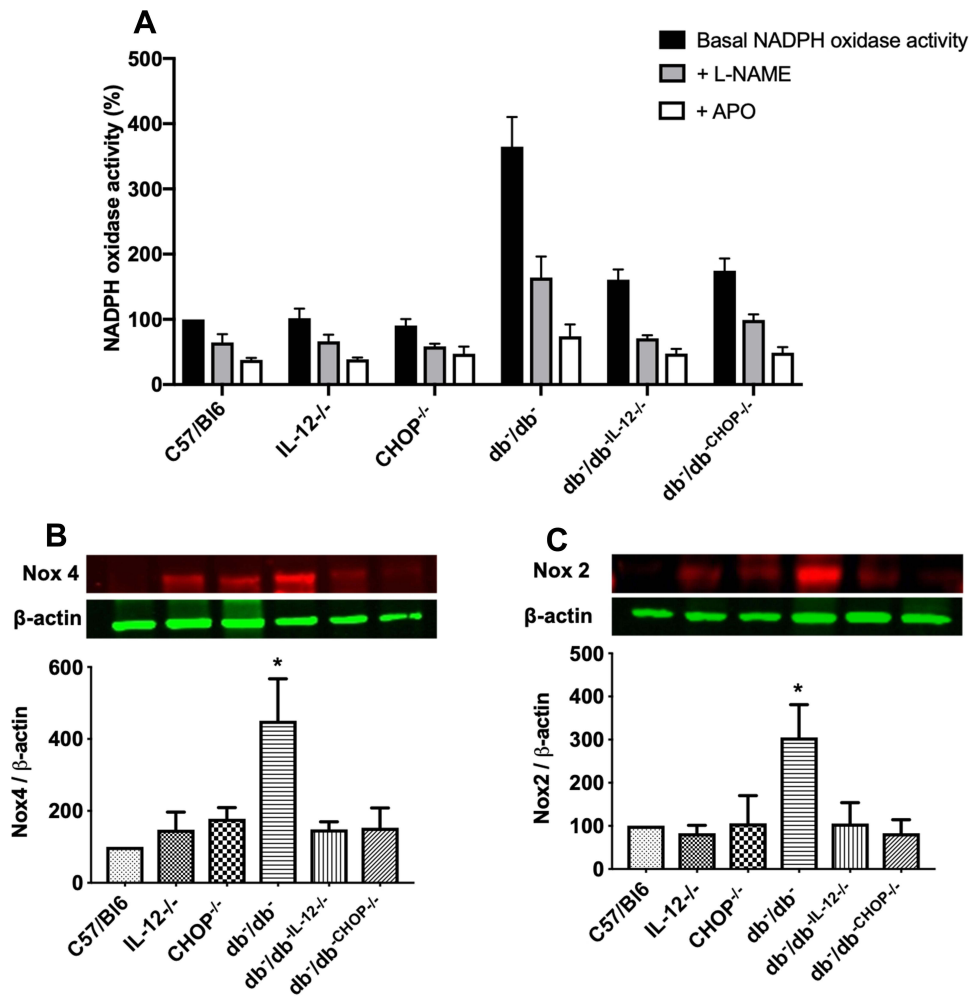 A
Basal NADPH oxidase activity
+ L-NAME
+ APO
NADPH oxidase activity (%)
500
400
300
200
100
0
C57/Bl6
IL-12-/-
CHOP-/-
db-/db-
db-/db-IL-12-/-
db-/db-CHOP-/-
B
Nox 4
β-actin
Nox4 / β-actin
600
400
200
0
*
C57/Bl6
IL-12-/-
CHOP-/-
db-/db-
db-/db-IL-12-/-
db-/db-CHOP-/-
C
Nox 2
β-actin
Nox2 / β-actin
500
400
300
200
100
0
*
C57/Bl6
IL-12-/-
CHOP-/-
db-/db-
db-/db-IL-12-/-
db-/db-CHOP-/-